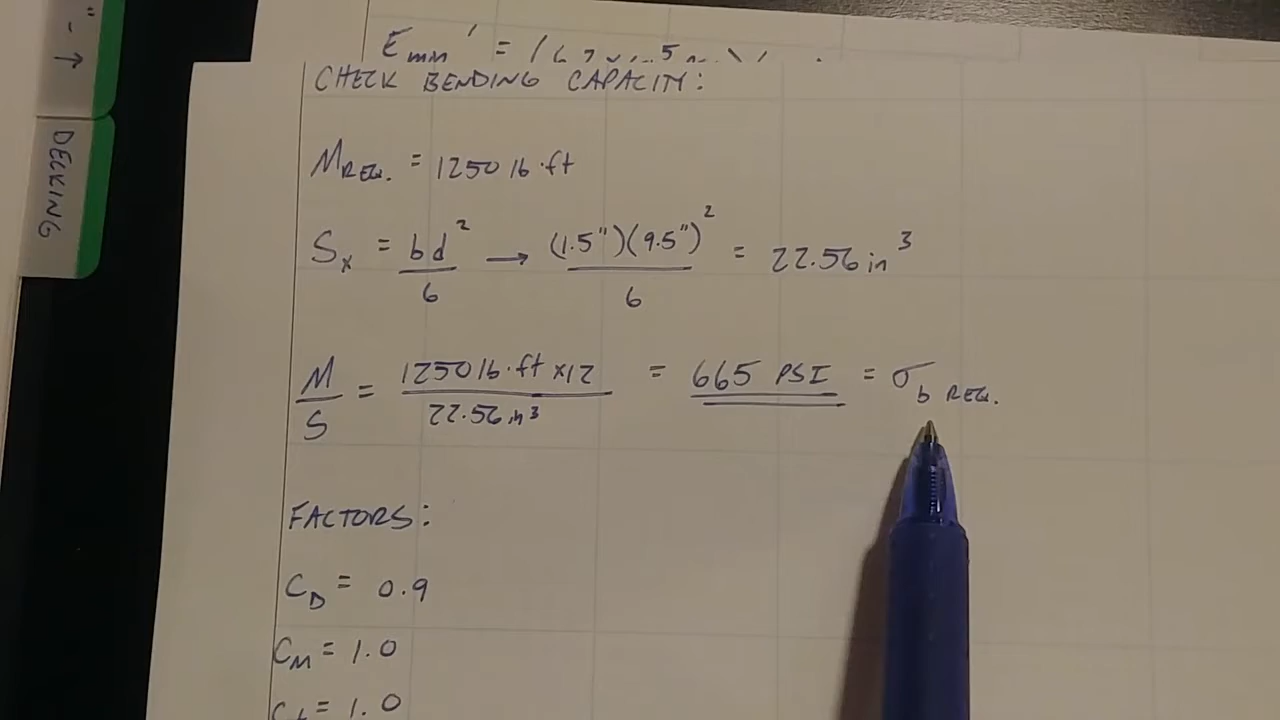 " - →
DECKING
Emin' =
CHECK BENDING CAPACITY:
MREQ. = 1250 lb·ft
Sx = bd²/6 → (1.5")(9.5")²/6 = 22.56 in³
M/S = 1250 lb·ft x12/22.56 in³ = 665 PSI = σb REQ.
FACTORS:
CD = 0.9
CM = 1.0
= 1.0